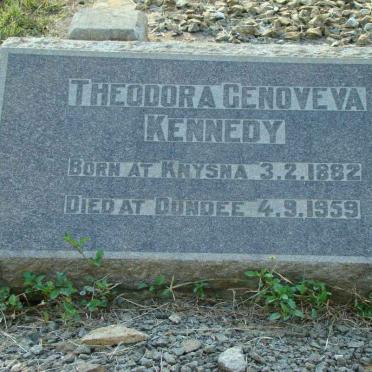 THEODORA GENOVEVA
KENNEDY
BORN AT KNYSNA 3.2.1882
DIED AT DUNDEE 4.9.1959